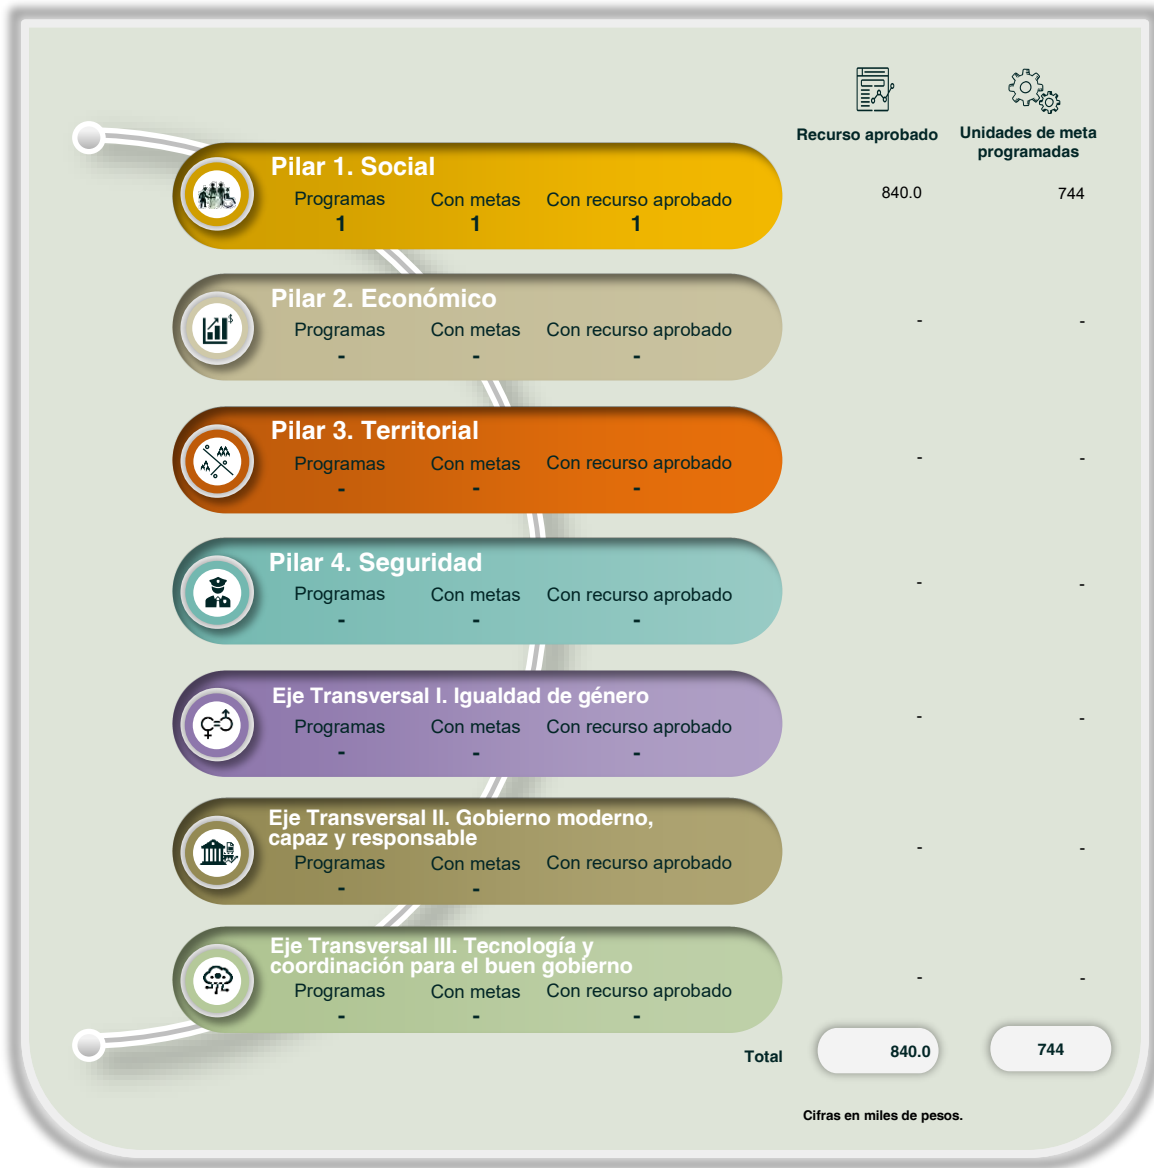 Recurso aprobado
Unidades de meta
programadas
Pilar 1. Social
Programas Con metas Con recurso aprobado
1 1 1
840.0 744
Pilar 2. Económico
Programas Con metas Con recurso aprobado
- - -
- -
Pilar 3. Territorial
Programas Con metas Con recurso aprobado
- - -
- -
Pilar 4. Seguridad
Programas Con metas Con recurso aprobado
- - -
- -
Eje Transversal I. Igualdad de género
Programas Con metas Con recurso aprobado
- - -
- -
Eje Transversal II. Gobierno moderno,
capaz y responsable
Programas Con metas Con recurso aprobado
- -
- -
Eje Transversal III. Tecnología y
coordinación para el buen gobierno
Programas Con metas Con recurso aprobado
- - -
- -
Total 840.0 744
Cifras en miles de pesos.